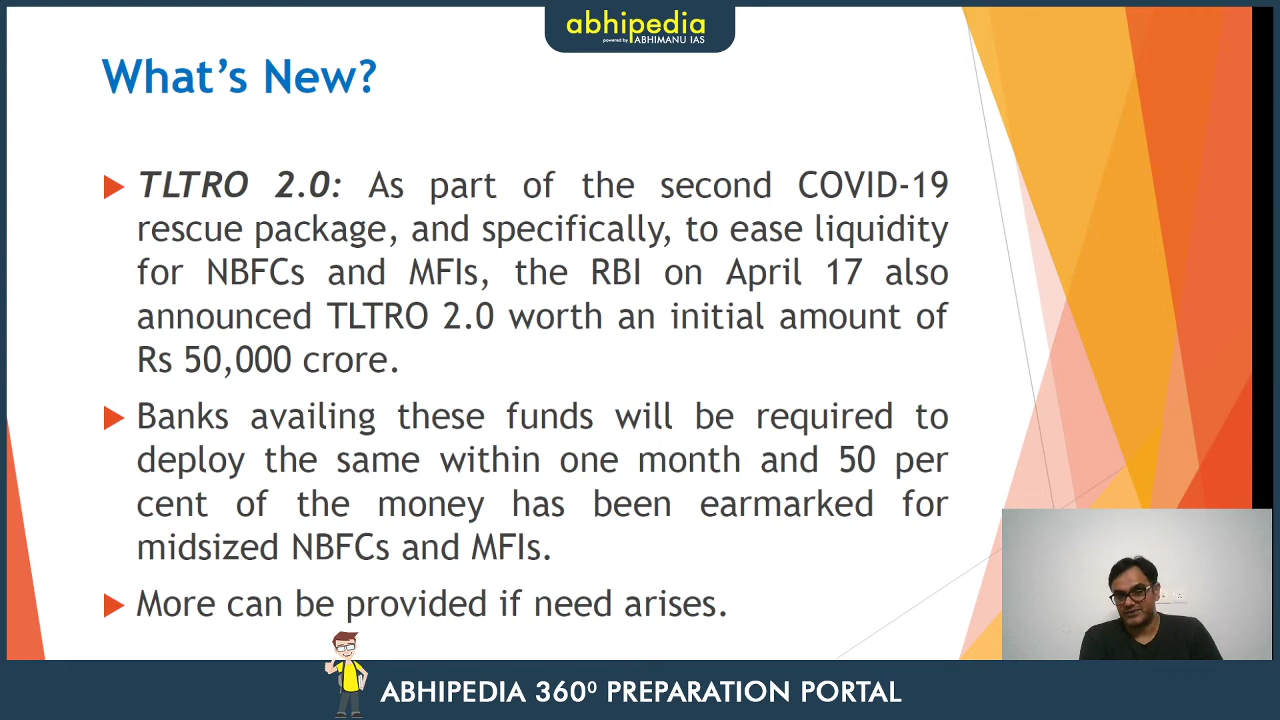 abhipedia
powered by ABHIMANU IAS
What's New?
TLTRO 2.0: As part of the second COVID-19
rescue package, and specifically, to ease liquidity
for NBFCs and MFIs, the RBI on April 17 also
announced TLTRO 2.0 worth an initial amount of
Rs 50,000 crore.
Banks availing these funds will be required to
deploy the same within one month and 50 per
cent of the money has been earmarked for
midsized NBFCs and MFIs.
More can be provided if need arises.
ABHIPEDIA 360⁰ PREPARATION PORTAL